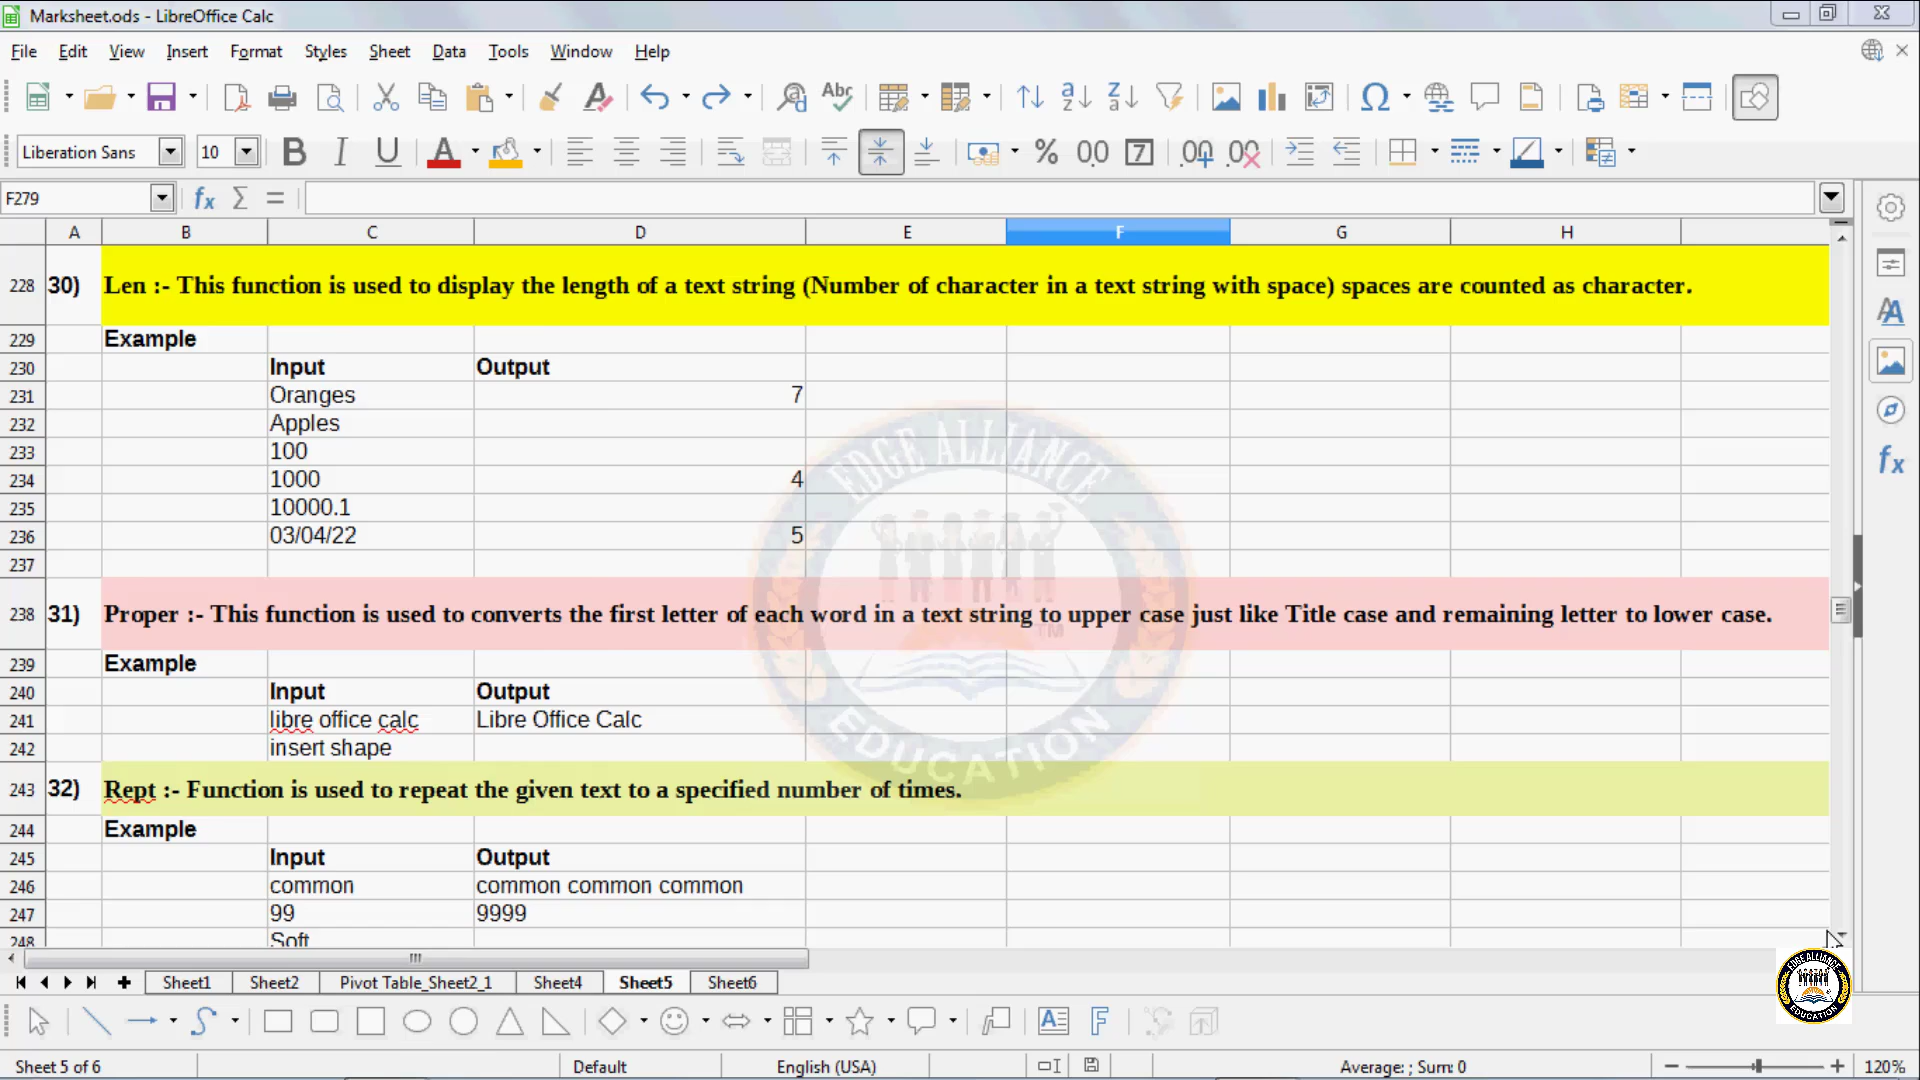 Marksheet.ods - LibreOffice Calc
File Edit View Insert Format Styles Sheet Data Tools Window Help
Liberation Sans 10
F279
A B C D E F G H
228 30) Len :- This function is used to display the length of a text string (Number of character in a text string with space) spaces are counted as character.
229 Example
230 Input Output
231 Oranges 7
232 Apples
233 100
234 1000 4
235 10000.1
236 03/04/22 5
237
238 31) Proper :- This function is used to converts the first letter of each word in a text string to upper case just like Title case and remaining letter to lower case.
239 Example
240 Input Output
241 libre office calc Libre Office Calc
242 insert shape
243 32) Rept :- Function is used to repeat the given text to a specified number of times.
244 Example
245 Input Output
246 common common common common
247 99 9999
248 Soft
EDGE ALLIANCE
EDUCATION
TM
Sheet1 Sheet2 Pivot Table_Sheet2_1 Sheet4 Sheet5 Sheet6
EDGE ALLIANCE
EDUCATION
Sheet 5 of 6 Default English (USA) Average: ; Sum: 0 120%